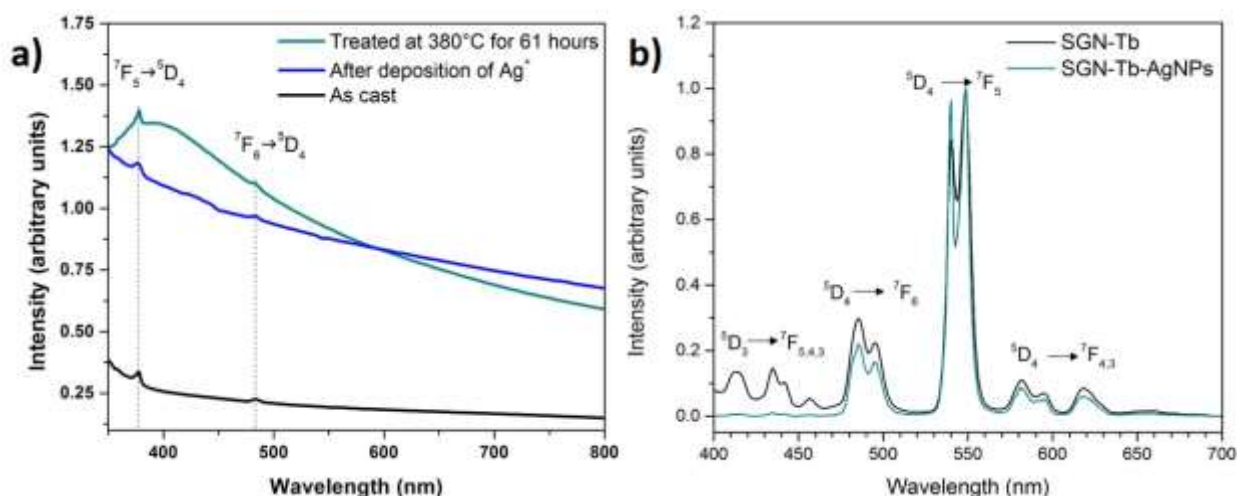 a)
1.75
1.50
1.25
1.00
0.75
0.50
0.25
Intensity (arbitrary units)
Treated at 380°C for 61 hours
After deposition of Ag⁺
As cast
⁷F₅→⁵D₄
⁷F₆→⁵D₄
400 500 600 700 800
Wavelength (nm)
b)
1.2
1.0
0.8
0.6
0.4
0.2
0.0
Intensity (arbitrary units)
SGN-Tb
SGN-Tb-AgNPs
⁵D₄ → ⁷F₅
⁵D₄ → ⁷F₆
⁵D₃ → ⁷F₅,₄,₃
⁵D₄ → ⁷F₄,₃
400 450 500 550 600 650 700
Wavelength (nm)